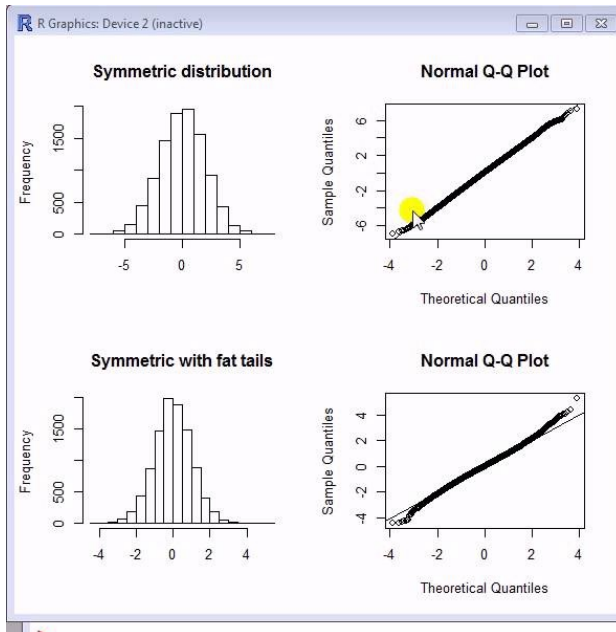 R Graphics: Device 2 (inactive)
Symmetric distribution
Frequency
0 500 1500
-5 0 5
Normal Q-Q Plot
Sample Quantiles
-6 -2 2 6
-4 -2 0 2 4
Theoretical Quantiles
Symmetric with fat tails
Frequency
0 500 1500
-4 -2 0 2 4
Normal Q-Q Plot
Sample Quantiles
-4 -2 0 2 4
-4 -2 0 2 4
Theoretical Quantiles